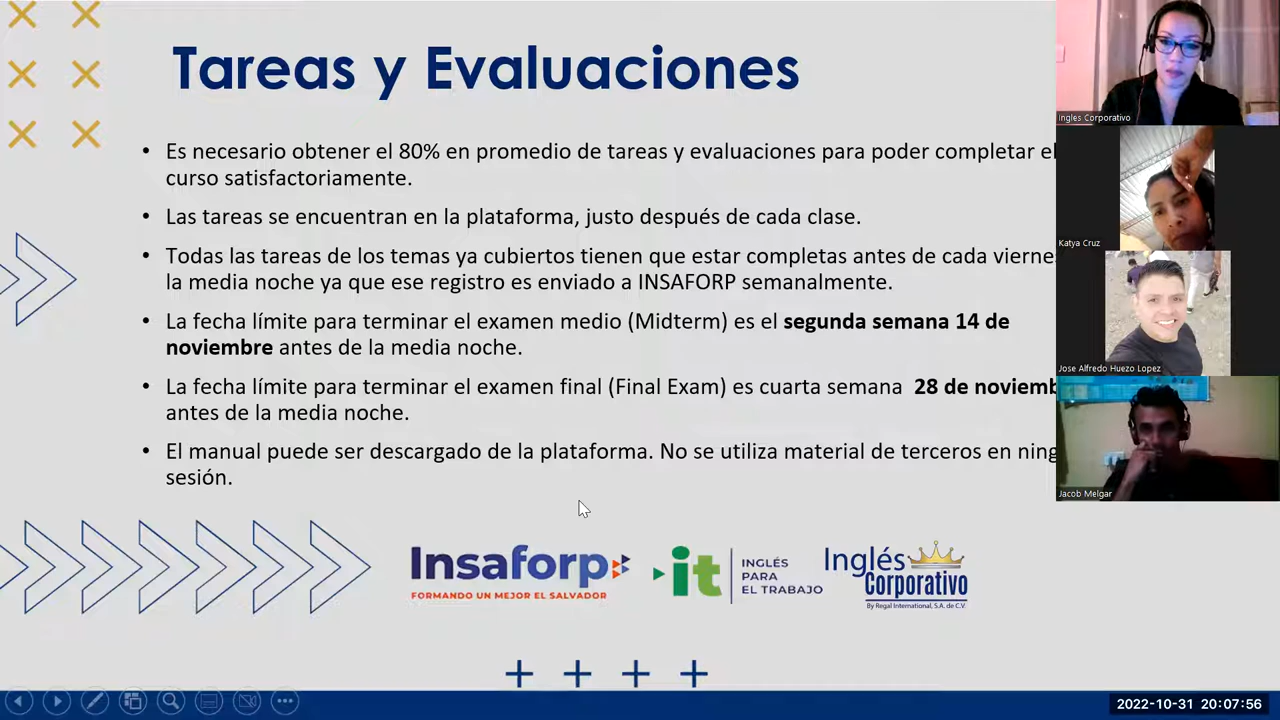 Tareas y Evaluaciones
• Es necesario obtener el 80% en promedio de tareas y evaluaciones para poder completar el
curso satisfactoriamente.
• Las tareas se encuentran en la plataforma, justo después de cada clase.
• Todas las tareas de los temas ya cubiertos tienen que estar completas antes de cada vierne
la media noche ya que ese registro es enviado a INSAFORP semanalmente.
• La fecha límite para terminar el examen medio (Midterm) es el segunda semana 14 de
noviembre antes de la media noche.
• La fecha límite para terminar el examen final (Final Exam) es cuarta semana 28 de noviemb
antes de la media noche.
• El manual puede ser descargado de la plataforma. No se utiliza material de terceros en ning
sesión.
Insaforp
FORMANDO UN MEJOR EL SALVADOR
it
INGLÉS
PARA
EL TRABAJO
Inglés
Corporativo
By Regal International, S.A. de C.V.
Ingles Corporativo
Katya Cruz
Jose Alfredo Huezo Lopez
Jacob Melgar
2022-10-31 20:07:56